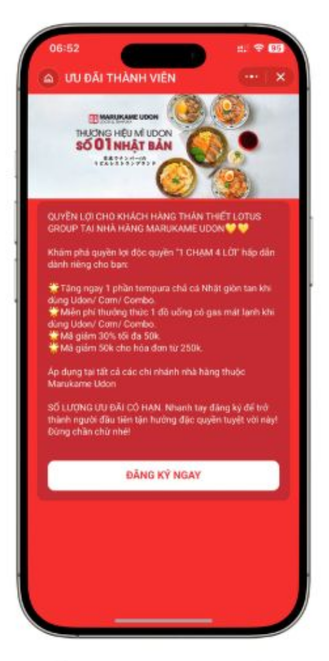 06:52
95
ƯU ĐÃI THÀNH VIÊN
MARUKAME UDON
THƯƠNG HIỆU MÌ UDON
SỐ 01 NHẬT BẢN
QUYỀN LỢI CHO KHÁCH HÀNG THÂN THIẾT LOTUS
GROUP TẠI NHÀ HÀNG MARUKAME UDON💛💛
Khám phá quyền lợi độc quyền "1 CHẠM 4 LỜI" hấp dẫn
dành riêng cho bạn:
🌟Tặng ngay 1 phần tempura chả cá Nhật giòn tan khi
dùng Udon/ Cơm/ Combo.
🌟Miễn phí thưởng thức 1 đồ uống có gas mát lạnh khi
dùng Udon/ Cơm/ Combo.
🌟Mã giảm 30% tối đa 50k.
🌟Mã giảm 50k cho hóa đơn từ 250k.
Áp dụng tại tất cả các chi nhánh nhà hàng thuộc
Marukame Udon
SỐ LƯỢNG ƯU ĐÃI CÓ HẠN. Nhanh tay đăng ký để trở
thành người đầu tiên tận hưởng đặc quyền tuyệt vời này!
Đừng chần chừ nhé!
ĐĂNG KÝ NGAY